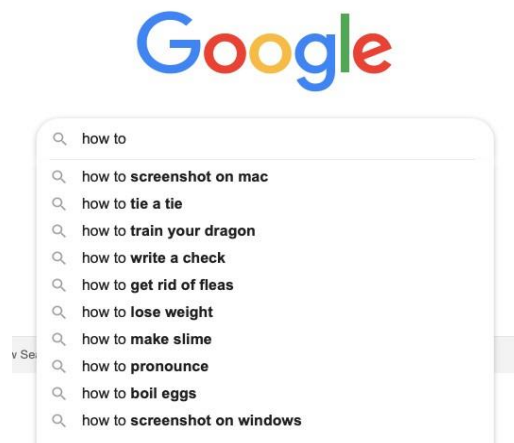 Google
how to
how to screenshot on mac
how to tie a tie
how to train your dragon
how to write a check
how to get rid of fleas
how to lose weight
how to make slime
how to pronounce
how to boil eggs
how to screenshot on windows